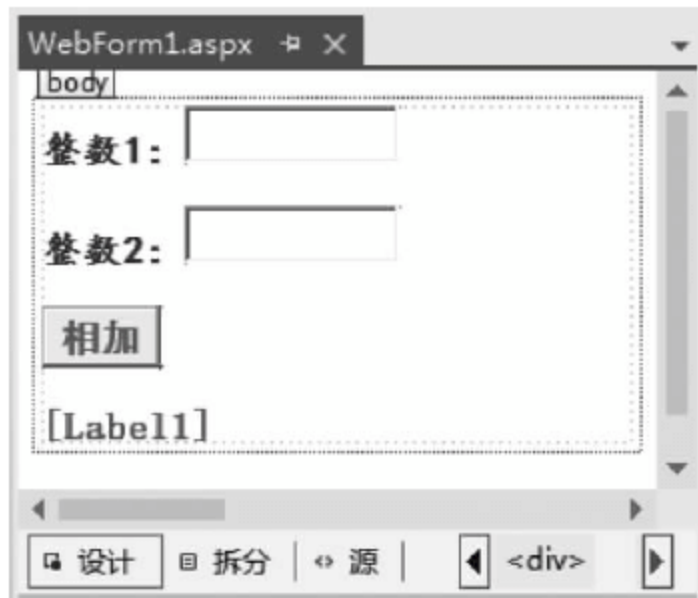 WebForm1.aspx
body
整数1：
整数2：
相加
[Label1]
设计 拆分 源 <div>